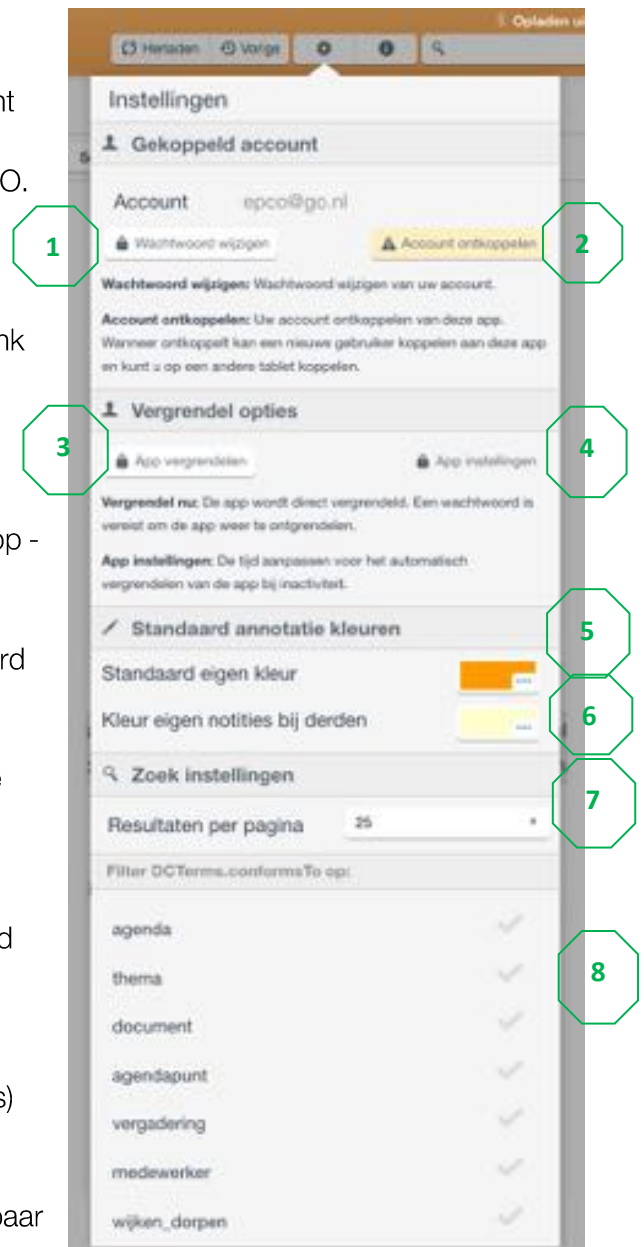 Opladen
Herladen Vorige
Instellingen
Gekoppeld account
Account epco@go.nl
Wachtwoord wijzigen Account ontkoppelen
Wachtwoord wijzigen: Wachtwoord wijzigen van uw account.
Account ontkoppelen: Uw account ontkoppelen van deze app.
Wanneer ontkoppelt kan een nieuwe gebruiker koppelen aan deze app
en kunt u op een andere tablet koppelen.
1
2
Vergrendel opties
App vergrendelen App instellingen
3
4
Vergrendel nu: De app wordt direct vergrendeld. Een wachtwoord is
vereist om de app weer te ontgrendelen.
App instellingen: De tijd aanpassen voor het automatisch
vergrendelen van de app bij inactiviteit.
Standaard annotatie kleuren
5
Standaard eigen kleur ...
Kleur eigen notities bij derden ...
6
Zoek instellingen
7
Resultaten per pagina 25
Filter DCTerms.conformsTo op:
agenda
thema
8
document
agendapunt
vergadering
medewerker
wijken_dorpen
O.
op -